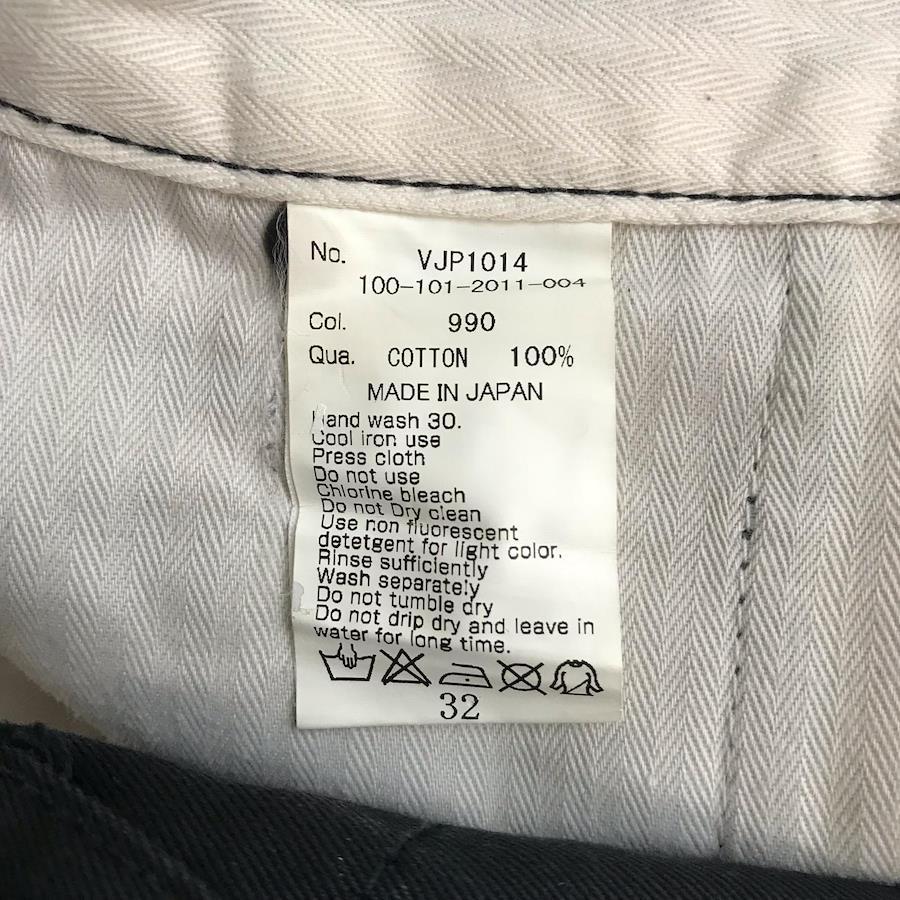 No. VJP1014
100-101-2011-004
Col. 990
Qua. COTTON 100%
MADE IN JAPAN
Hand wash 30.
Cool iron use
Press cloth
Do not use
Chlorine bleach
Do not Dry clean
Use non fluorescent
detetgent for light color.
Rinse sufficiently
Wash separately
Do not tumble dry
Do not drip dry and leave in
water for long time.
32